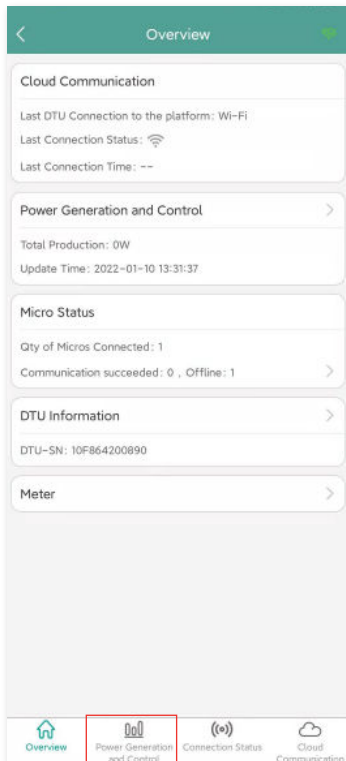 Overview
Cloud Communication
Last DTU Connection to the platform: Wi-Fi
Last Connection Status:
Last Connection Time: --
Power Generation and Control
Total Production: 0W
Update Time: 2022-01-10 13:31:37
Micro Status
Qty of Micros Connected: 1
Communication succeeded: 0 , Offline: 1
DTU Information
DTU-SN: 10F864200890
Meter
Overview
Power Generation
and Control
Connection Status
Cloud
Communication